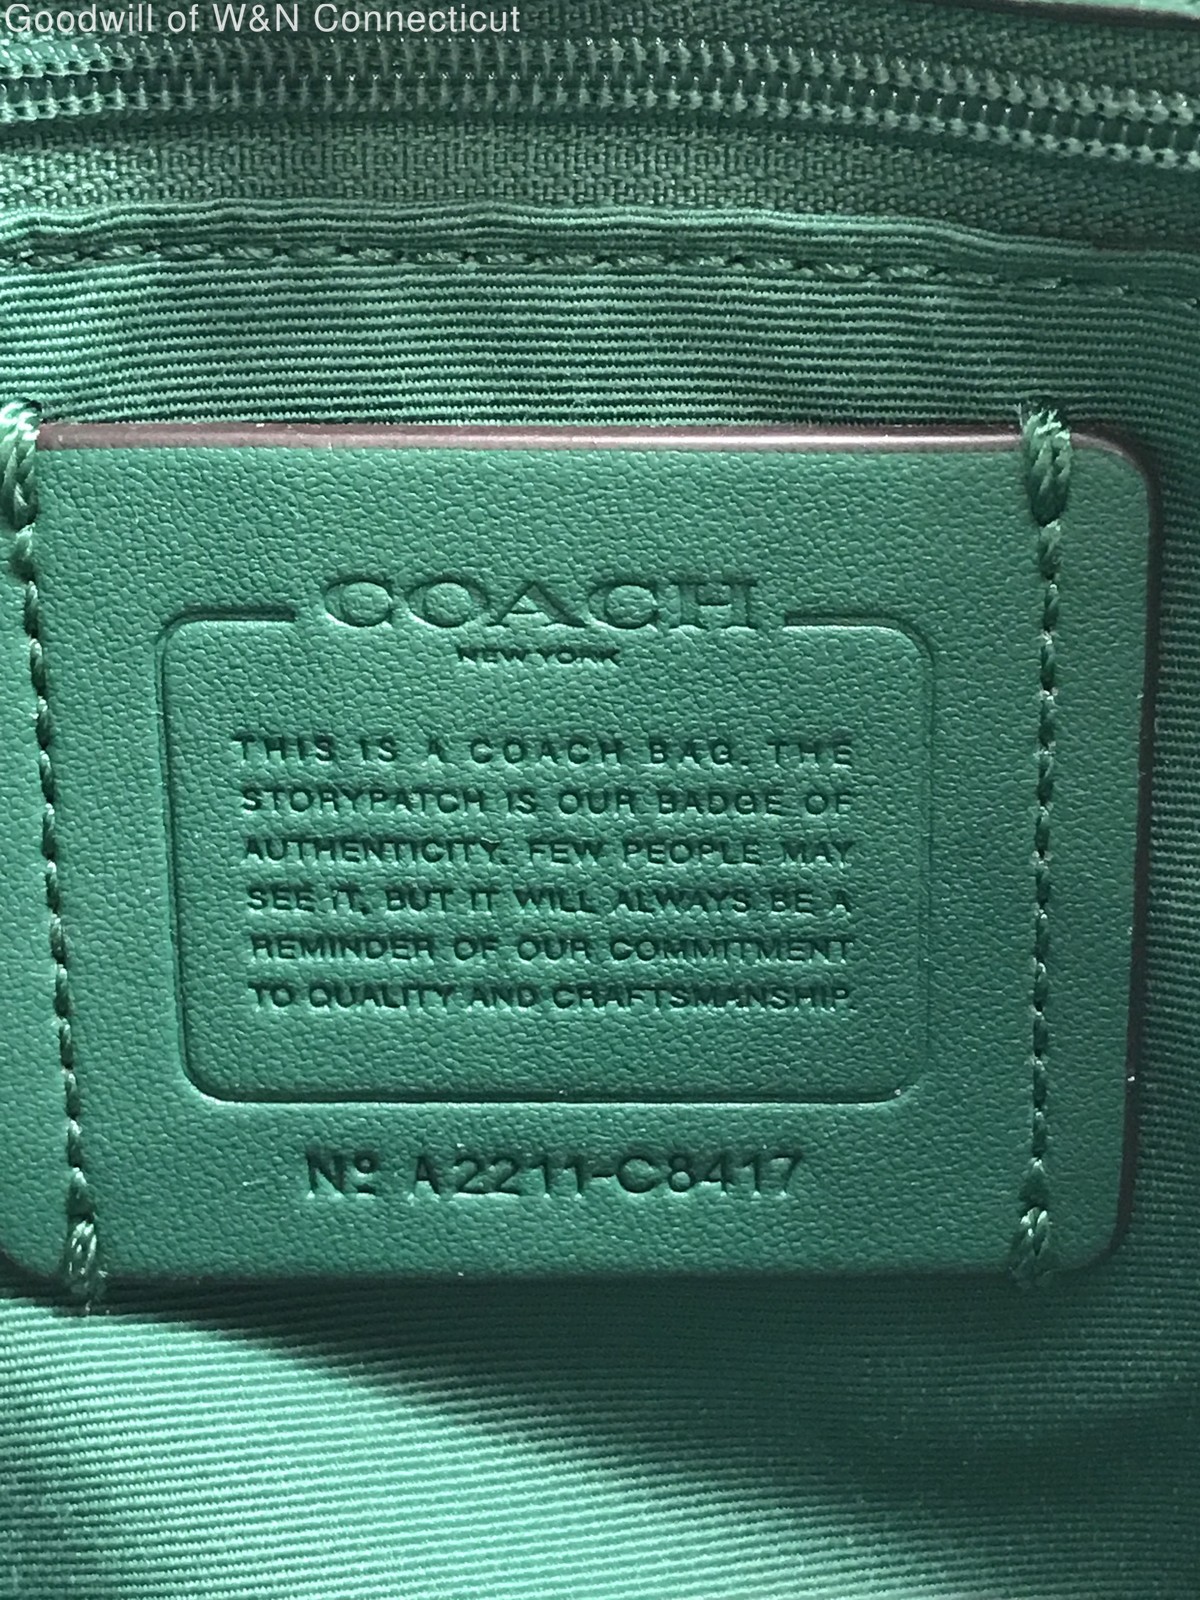 Goodwill of W&N Connecticut
COACH
NEW YORK
THIS IS A COACH BAG. THE
STORYPATCH IS OUR BADGE OF
AUTHENTICITY. FEW PEOPLE MAY
SEE IT, BUT IT WILL ALWAYS BE A
REMINDER OF OUR COMMITMENT
TO QUALITY AND CRAFTSMANSHIP.
Nº A2211-C8417